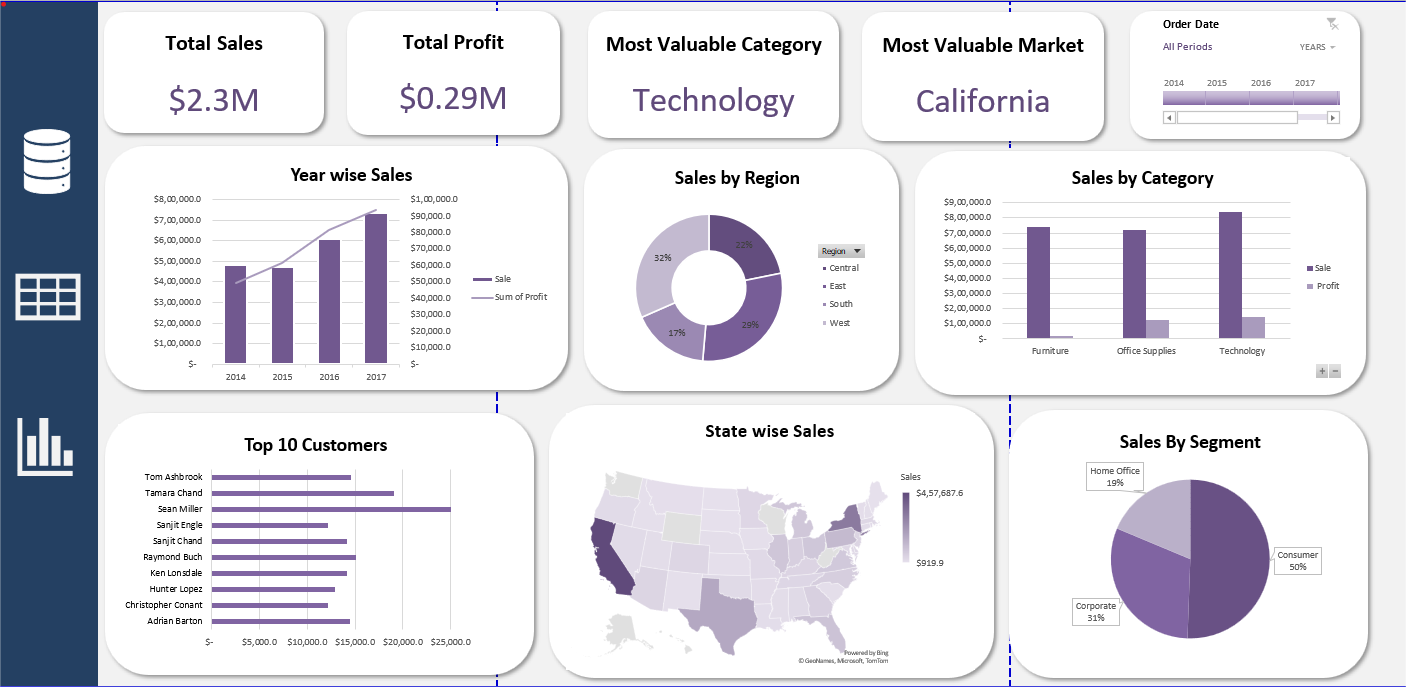 Total Sales
$2.3M
Total Profit
$0.29M
Most Valuable Category
Technology
Most Valuable Market
California
Order Date
All Periods
YEARS
2014 2015 2016 2017
Year wise Sales
$8,00,000.0
$7,00,000.0
$6,00,000.0
$5,00,000.0
$4,00,000.0
$3,00,000.0
$2,00,000.0
$1,00,000.0
$-
$1,00,000.0
$90,000.0
$80,000.0
$70,000.0
$60,000.0
$50,000.0
$40,000.0
$30,000.0
$20,000.0
$10,000.0
$-
2014 2015 2016 2017
Sale
Sum of Profit
Sales by Region
22%
29%
17%
32%
Region
Central
East
South
West
Sales by Category
$9,00,000.0
$8,00,000.0
$7,00,000.0
$6,00,000.0
$5,00,000.0
$4,00,000.0
$3,00,000.0
$2,00,000.0
$1,00,000.0
$-
Furniture Office Supplies Technology
Sale
Profit
+ −
Top 10 Customers
Tom Ashbrook
Tamara Chand
Sean Miller
Sanjit Engle
Sanjit Chand
Raymond Buch
Ken Lonsdale
Hunter Lopez
Christopher Conant
Adrian Barton
$- $5,000.0 $10,000.0 $15,000.0 $20,000.0 $25,000.0
State wise Sales
Sales
$4,57,687.6
$919.9
Powered by Bing
© GeoNames, Microsoft, TomTom
Sales By Segment
Home Office
19%
Consumer
50%
Corporate
31%